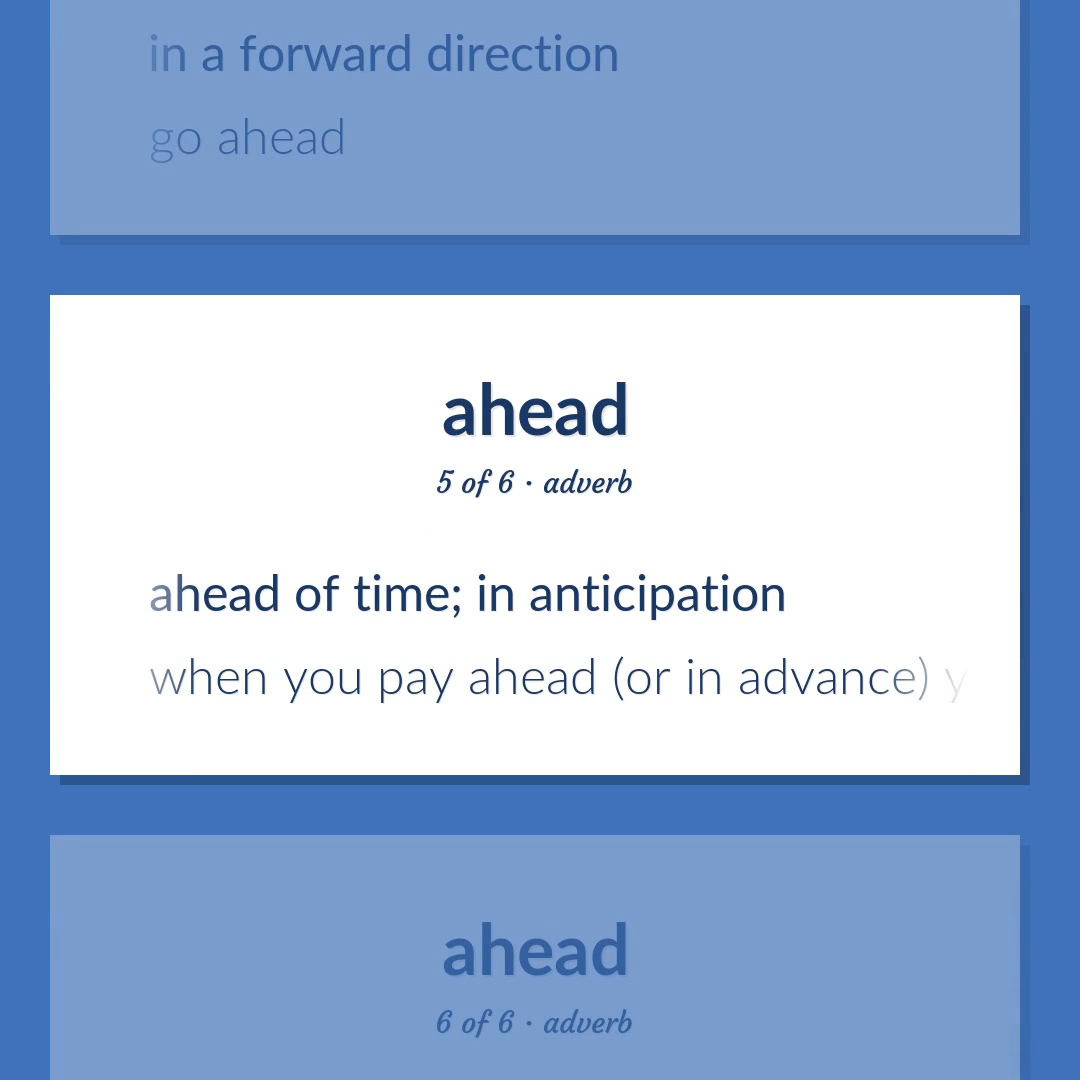 in a forward direction
go ahead
ahead
5 of 6 · adverb
ahead of time; in anticipation
when you pay ahead (or in advance) y
ahead
6 of 6 · adverb